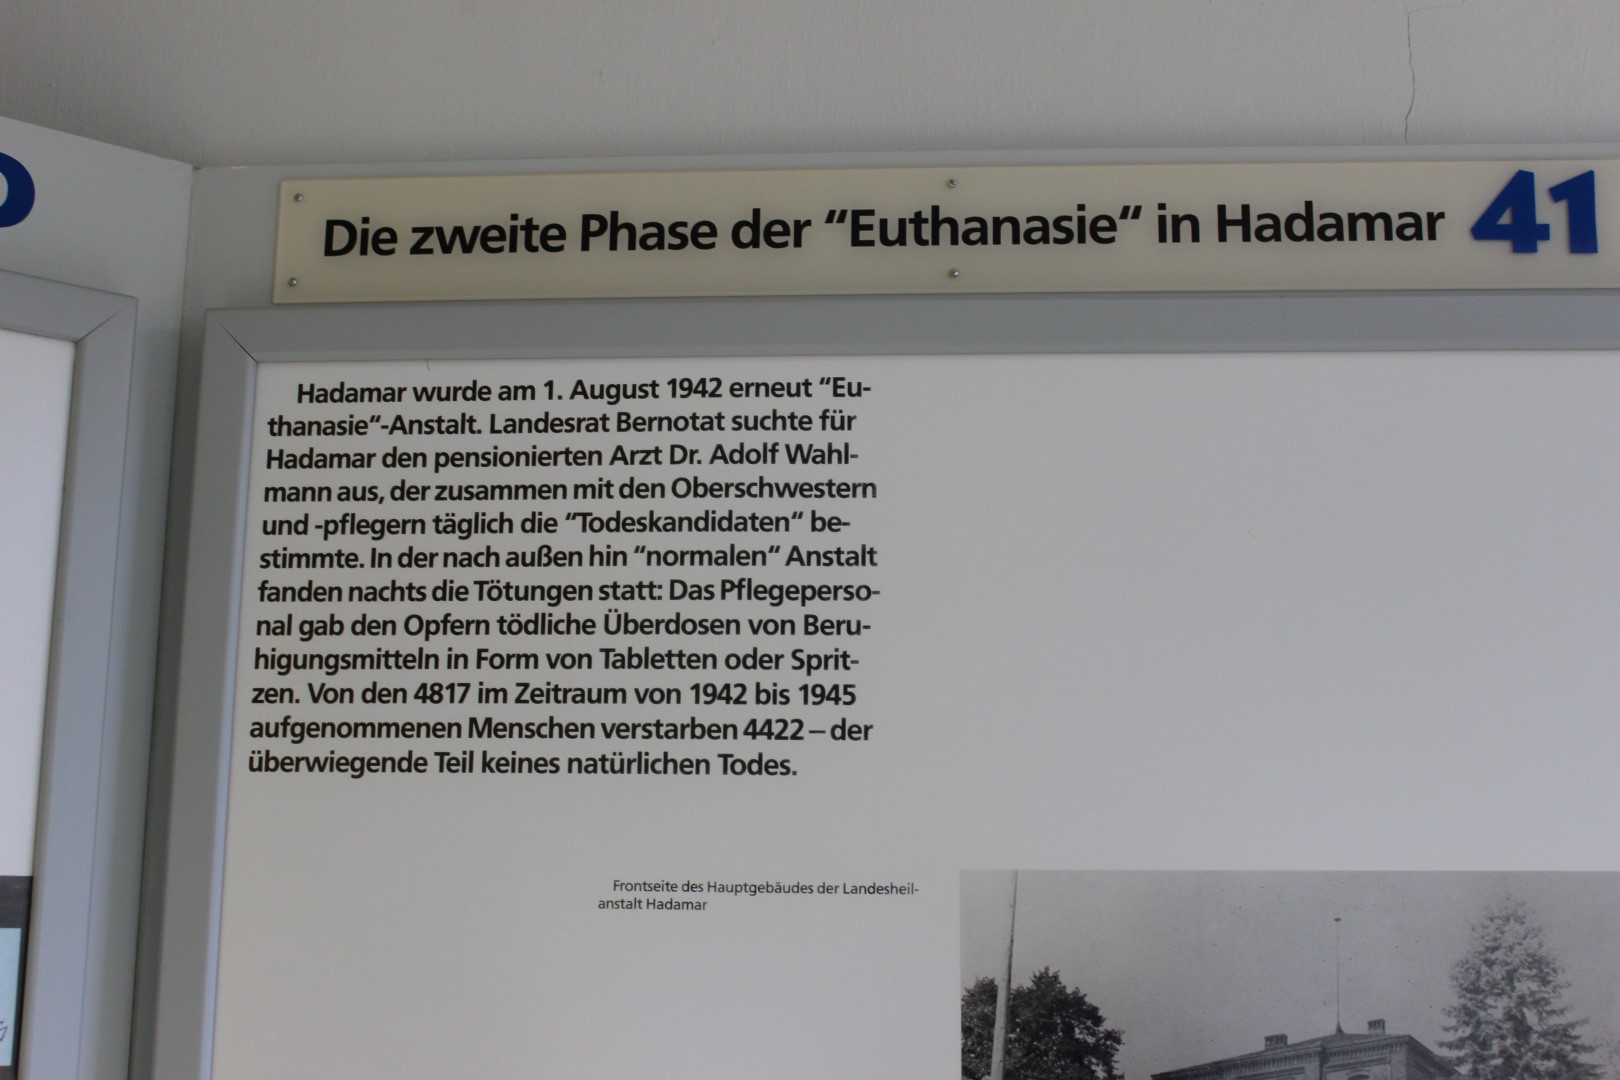 Die zweite Phase der “Euthanasie“ in Hadamar 41
Hadamar wurde am 1. August 1942 erneut “Eu-
thanasie“-Anstalt. Landesrat Bernotat suchte für
Hadamar den pensionierten Arzt Dr. Adolf Wahl-
mann aus, der zusammen mit den Oberschwestern
und -pflegern täglich die “Todeskandidaten“ be-
stimmte. In der nach außen hin “normalen“ Anstalt
fanden nachts die Tötungen statt: Das Pflegeperso-
nal gab den Opfern tödliche Überdosen von Beru-
higungsmitteln in Form von Tabletten oder Sprit-
zen. Von den 4817 im Zeitraum von 1942 bis 1945
aufgenommenen Menschen verstarben 4422 – der
überwiegende Teil keines natürlichen Todes.
Frontseite des Hauptgebäudes der Landesheil-
anstalt Hadamar